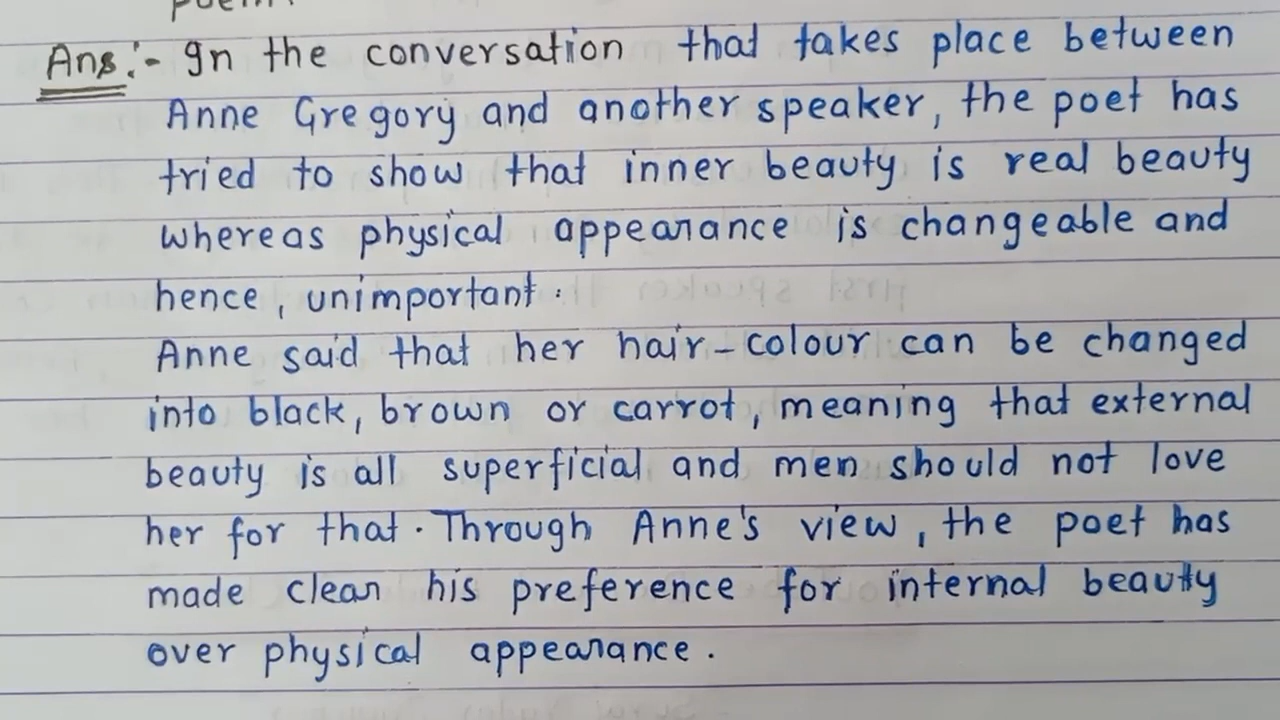 poem.
Ans:- In the conversation that takes place between
Anne Gregory and another speaker, the poet has
tried to show that inner beauty is real beauty
whereas physical appearance is changeable and
hence, unimportant.
Anne said that her hair-colour can be changed
into black, brown or carrot, meaning that external
beauty is all superficial and men should not love
her for that. Through Anne's view, the poet has
made clear his preference for internal beauty
over physical appearance.